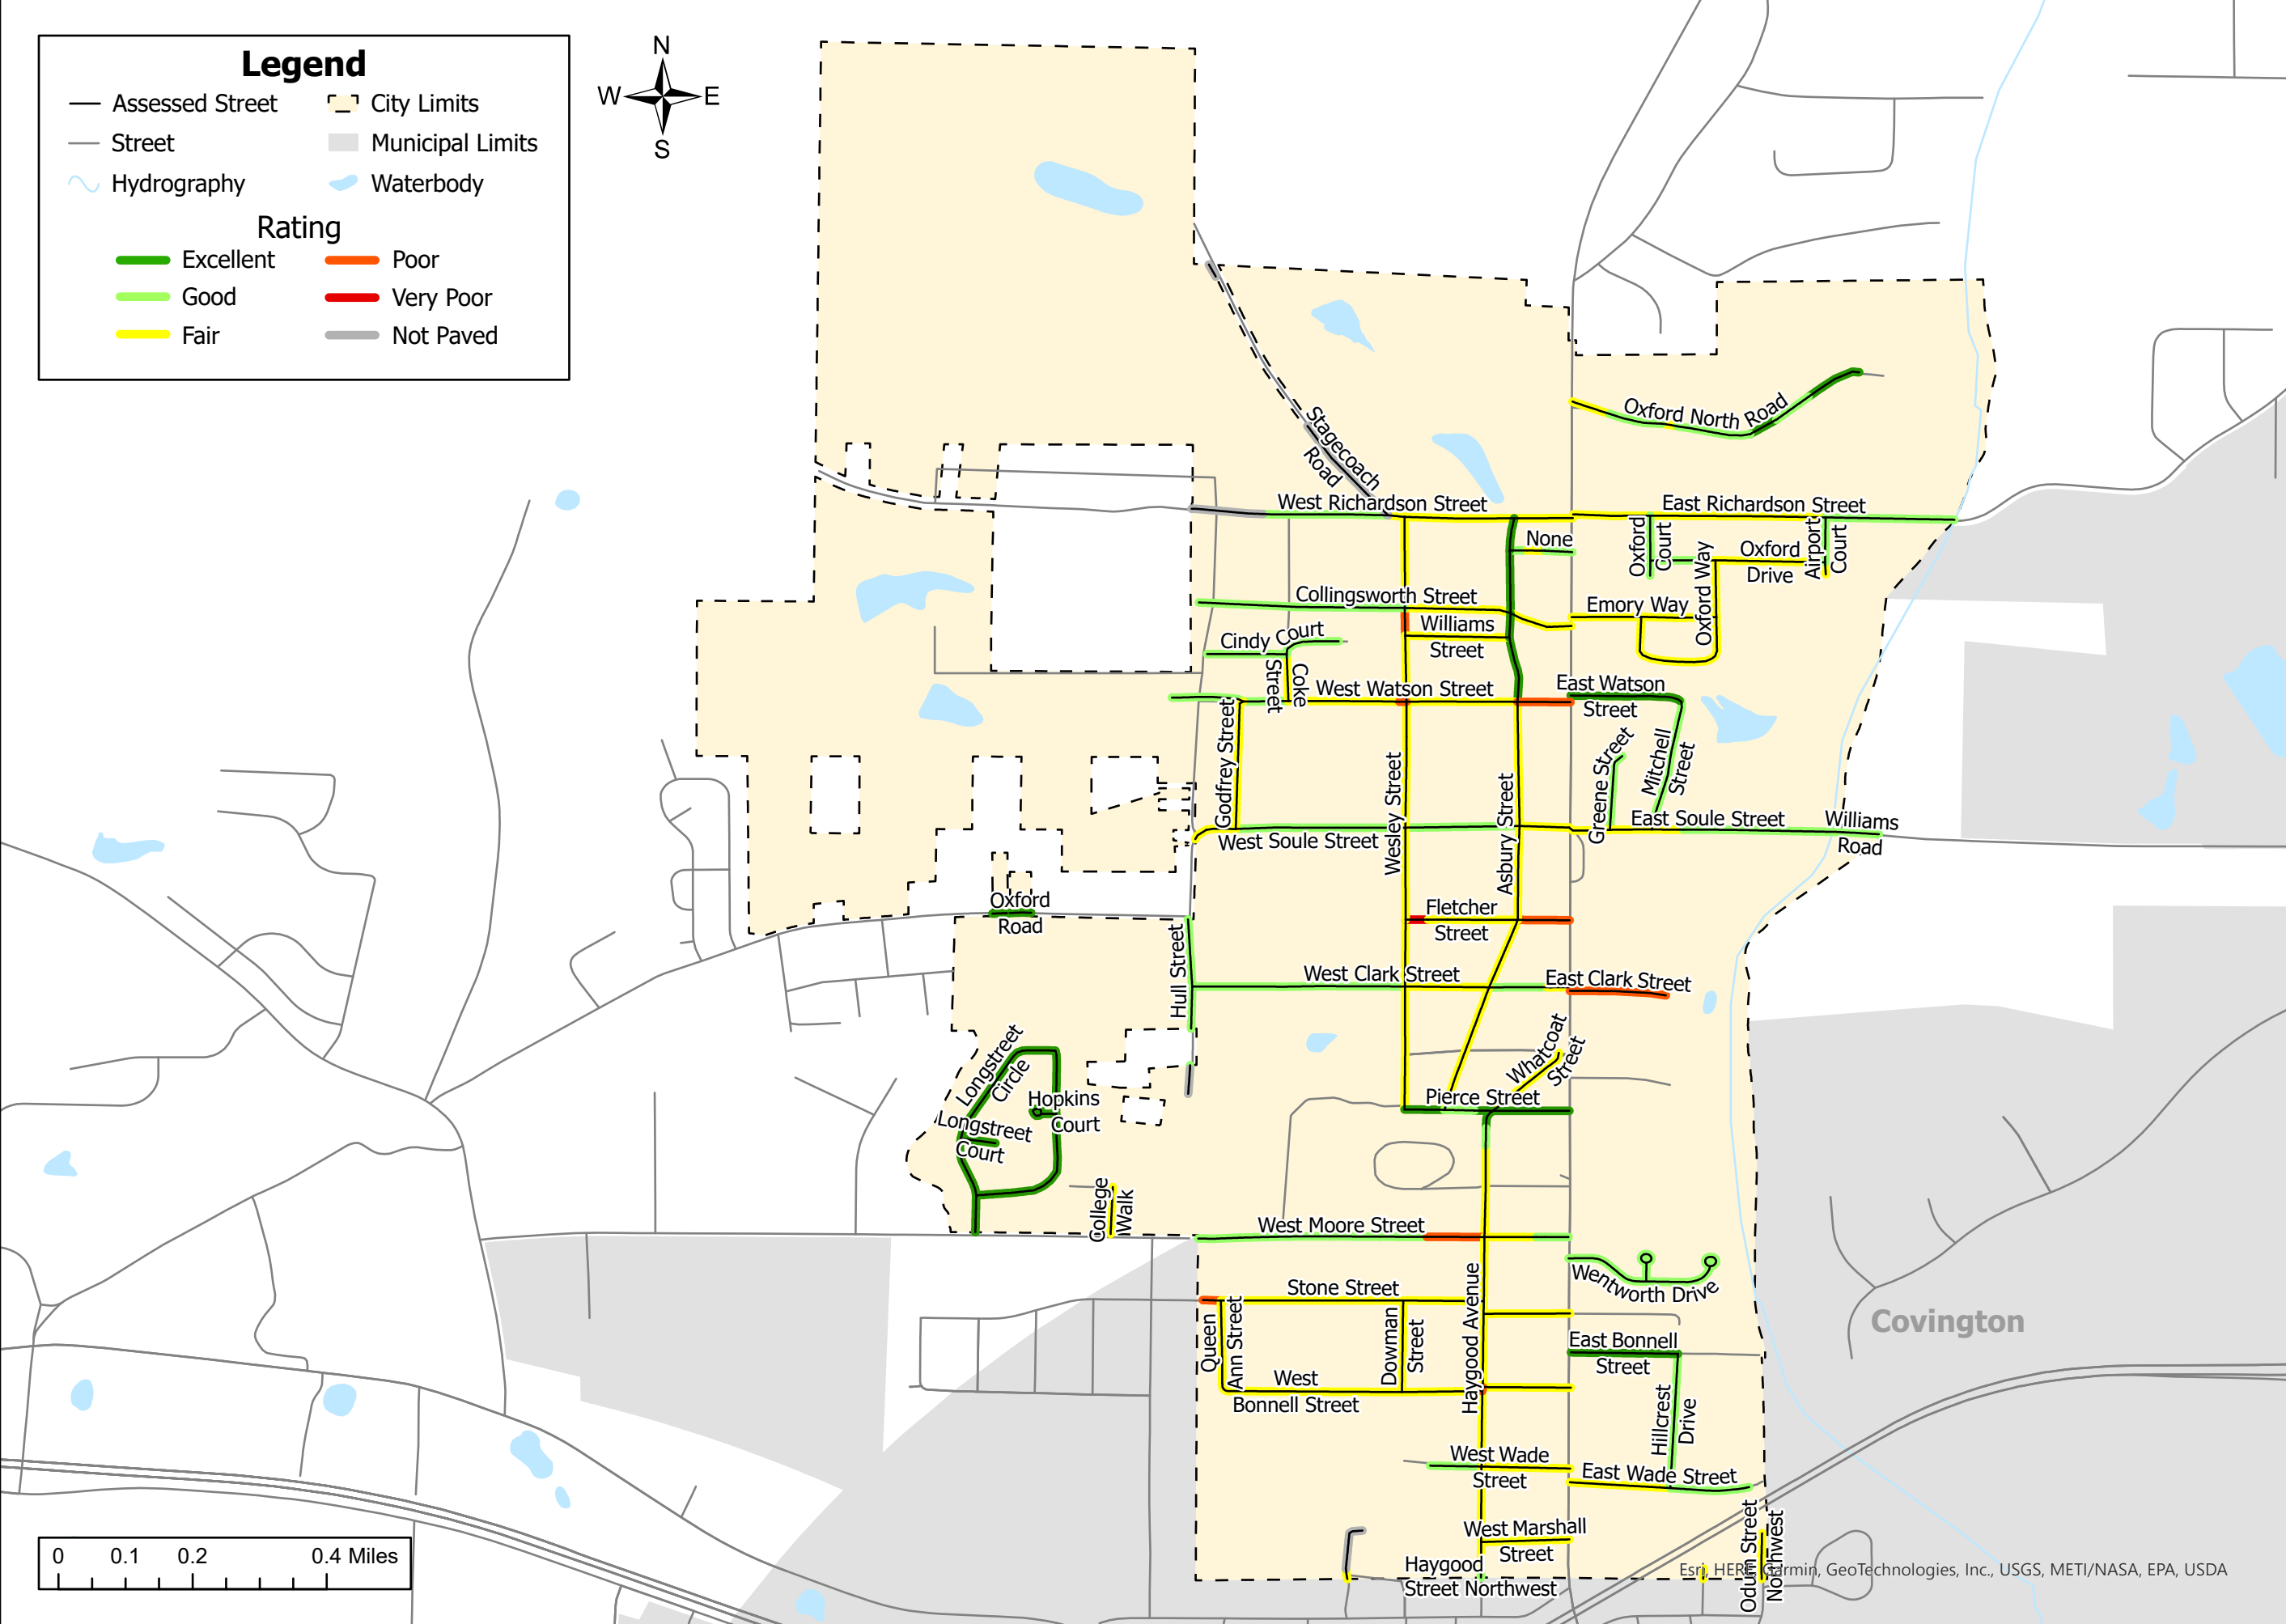 Legend
Assessed Street
City Limits
Street
Municipal Limits
Hydrography
Waterbody
Rating
Excellent
Poor
Good
Very Poor
Fair
Not Paved
N
W E
S
Oxford North Road
Stagecoach
Road
West Richardson Street
East Richardson Street
None
Oxford
Court
Oxford Way
Oxford
Drive
Airport
Court
Collingsworth Street
Emory Way
Williams
Street
Cindy Court
Coke
Street
West Watson Street
East Watson
Street
Godfrey Street
Wesley Street
Asbury Street
Greene Street
Mitchell
Street
West Soule Street
East Soule Street
Williams
Road
Oxford
Road
Fletcher
Street
Hull Street
West Clark Street
East Clark Street
Longstreet
Circle
Hopkins
Court
Longstreet
Court
Whatcoat
Street
Pierce Street
College
Walk
West Moore Street
Wentworth Drive
Stone Street
Queen
Ann Street
Dowman
Street
Haygood Avenue
East Bonnell
Street
Covington
West
Bonnell Street
Hillcrest
Drive
West Wade
Street
East Wade Street
West Marshall
Street
Odum Street
Northwest
Haygood
Street Northwest
0 0.1 0.2 0.4 Miles
Esri, HERE, Garmin, GeoTechnologies, Inc., USGS, METI/NASA, EPA, USDA